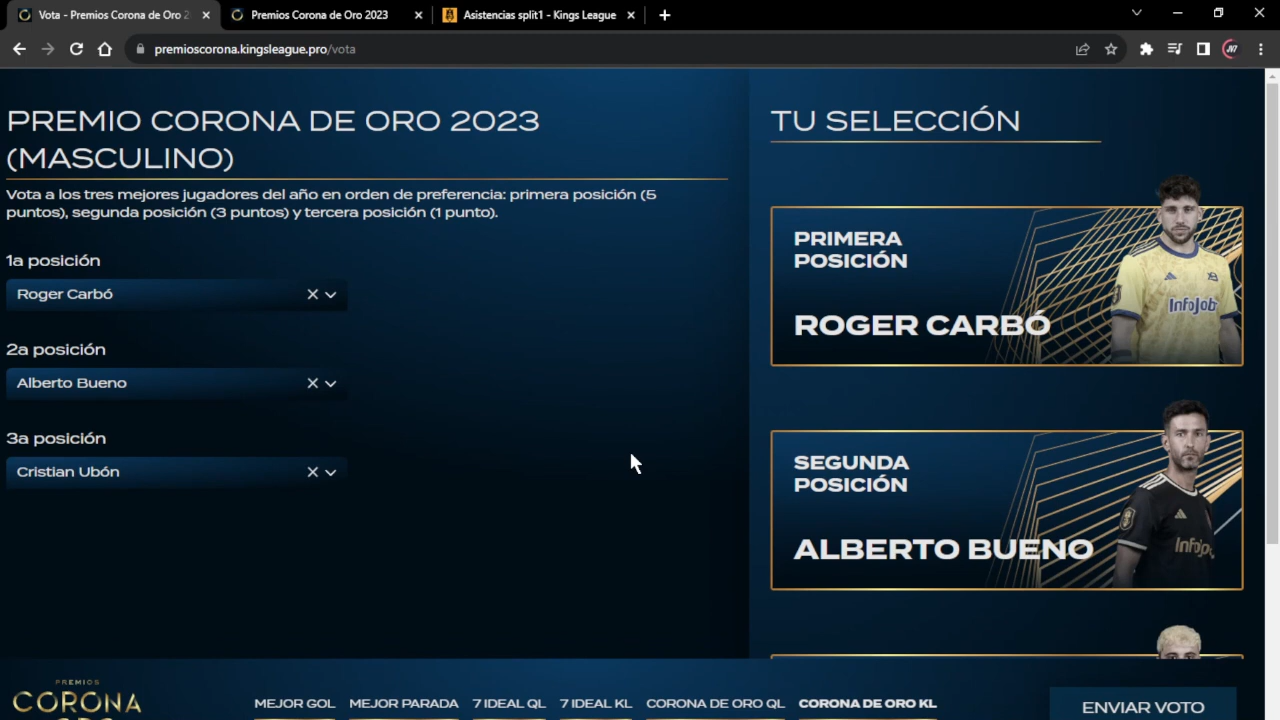 Vota - Premios Corona de Oro 2
Premios Corona de Oro 2023
Asistencias split1 - Kings League
premioscorona.kingsleague.pro/vota
PREMIO CORONA DE ORO 2023
(MASCULINO)
Vota a los tres mejores jugadores del año en orden de preferencia: primera posición (5
puntos), segunda posición (3 puntos) y tercera posición (1 punto).
1a posición
Roger Carbó
2a posición
Alberto Bueno
3a posición
Cristian Ubón
TU SELECCIÓN
PRIMERA
POSICIÓN
ROGER CARBÓ
InfoJob
SEGUNDA
POSICIÓN
ALBERTO BUENO
InfoJo
PREMIOS
CORONA
MEJOR GOL
MEJOR PARADA
7 IDEAL QL
7 IDEAL KL
CORONA DE ORO QL
CORONA DE ORO KL
ENVIAR VOTO